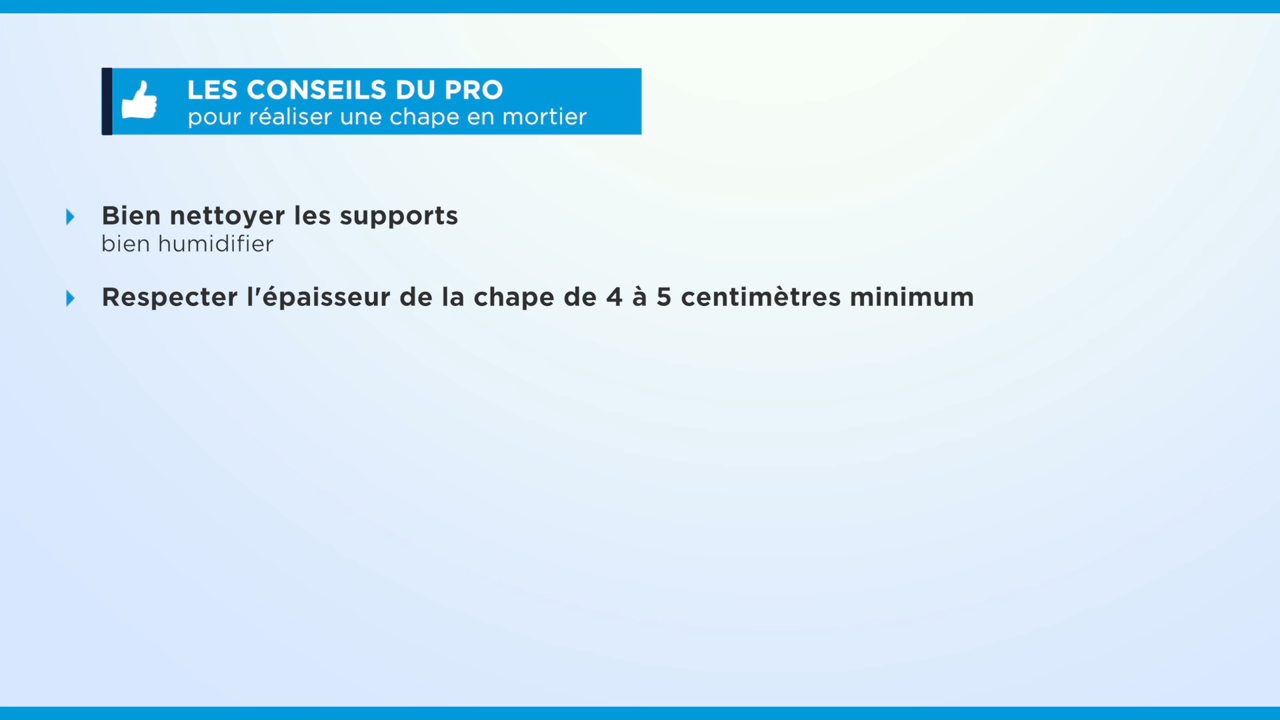 LES CONSEILS DU PRO
pour réaliser une chape en mortier
Bien nettoyer les supports
bien humidifier
Respecter l'épaisseur de la chape de 4 à 5 centimètres minimum